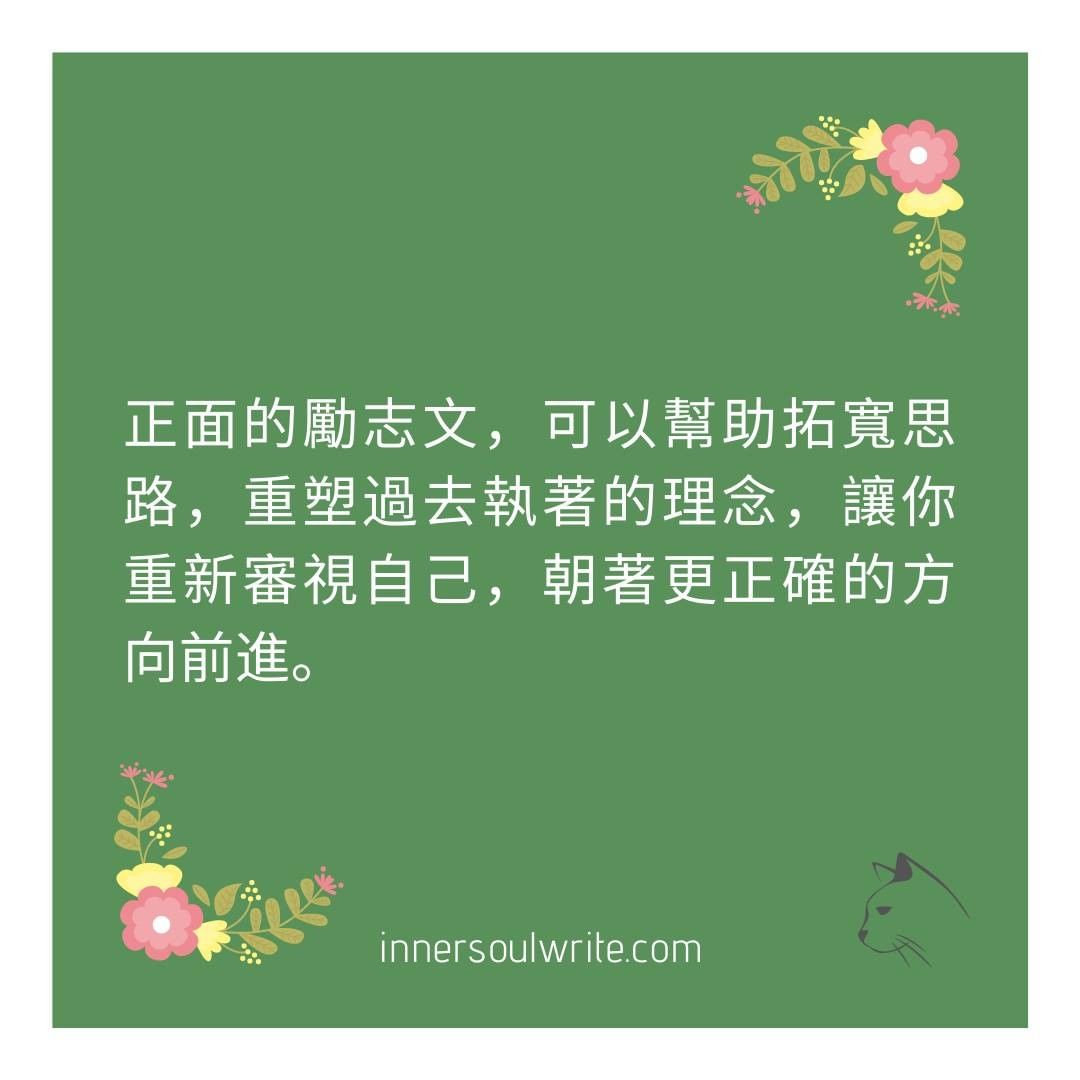 正面的勵志文，可以幫助拓寬思
路，重塑過去執著的理念，讓你
重新審視自己，朝著更正確的方
向前進。
innersoulwrite.com